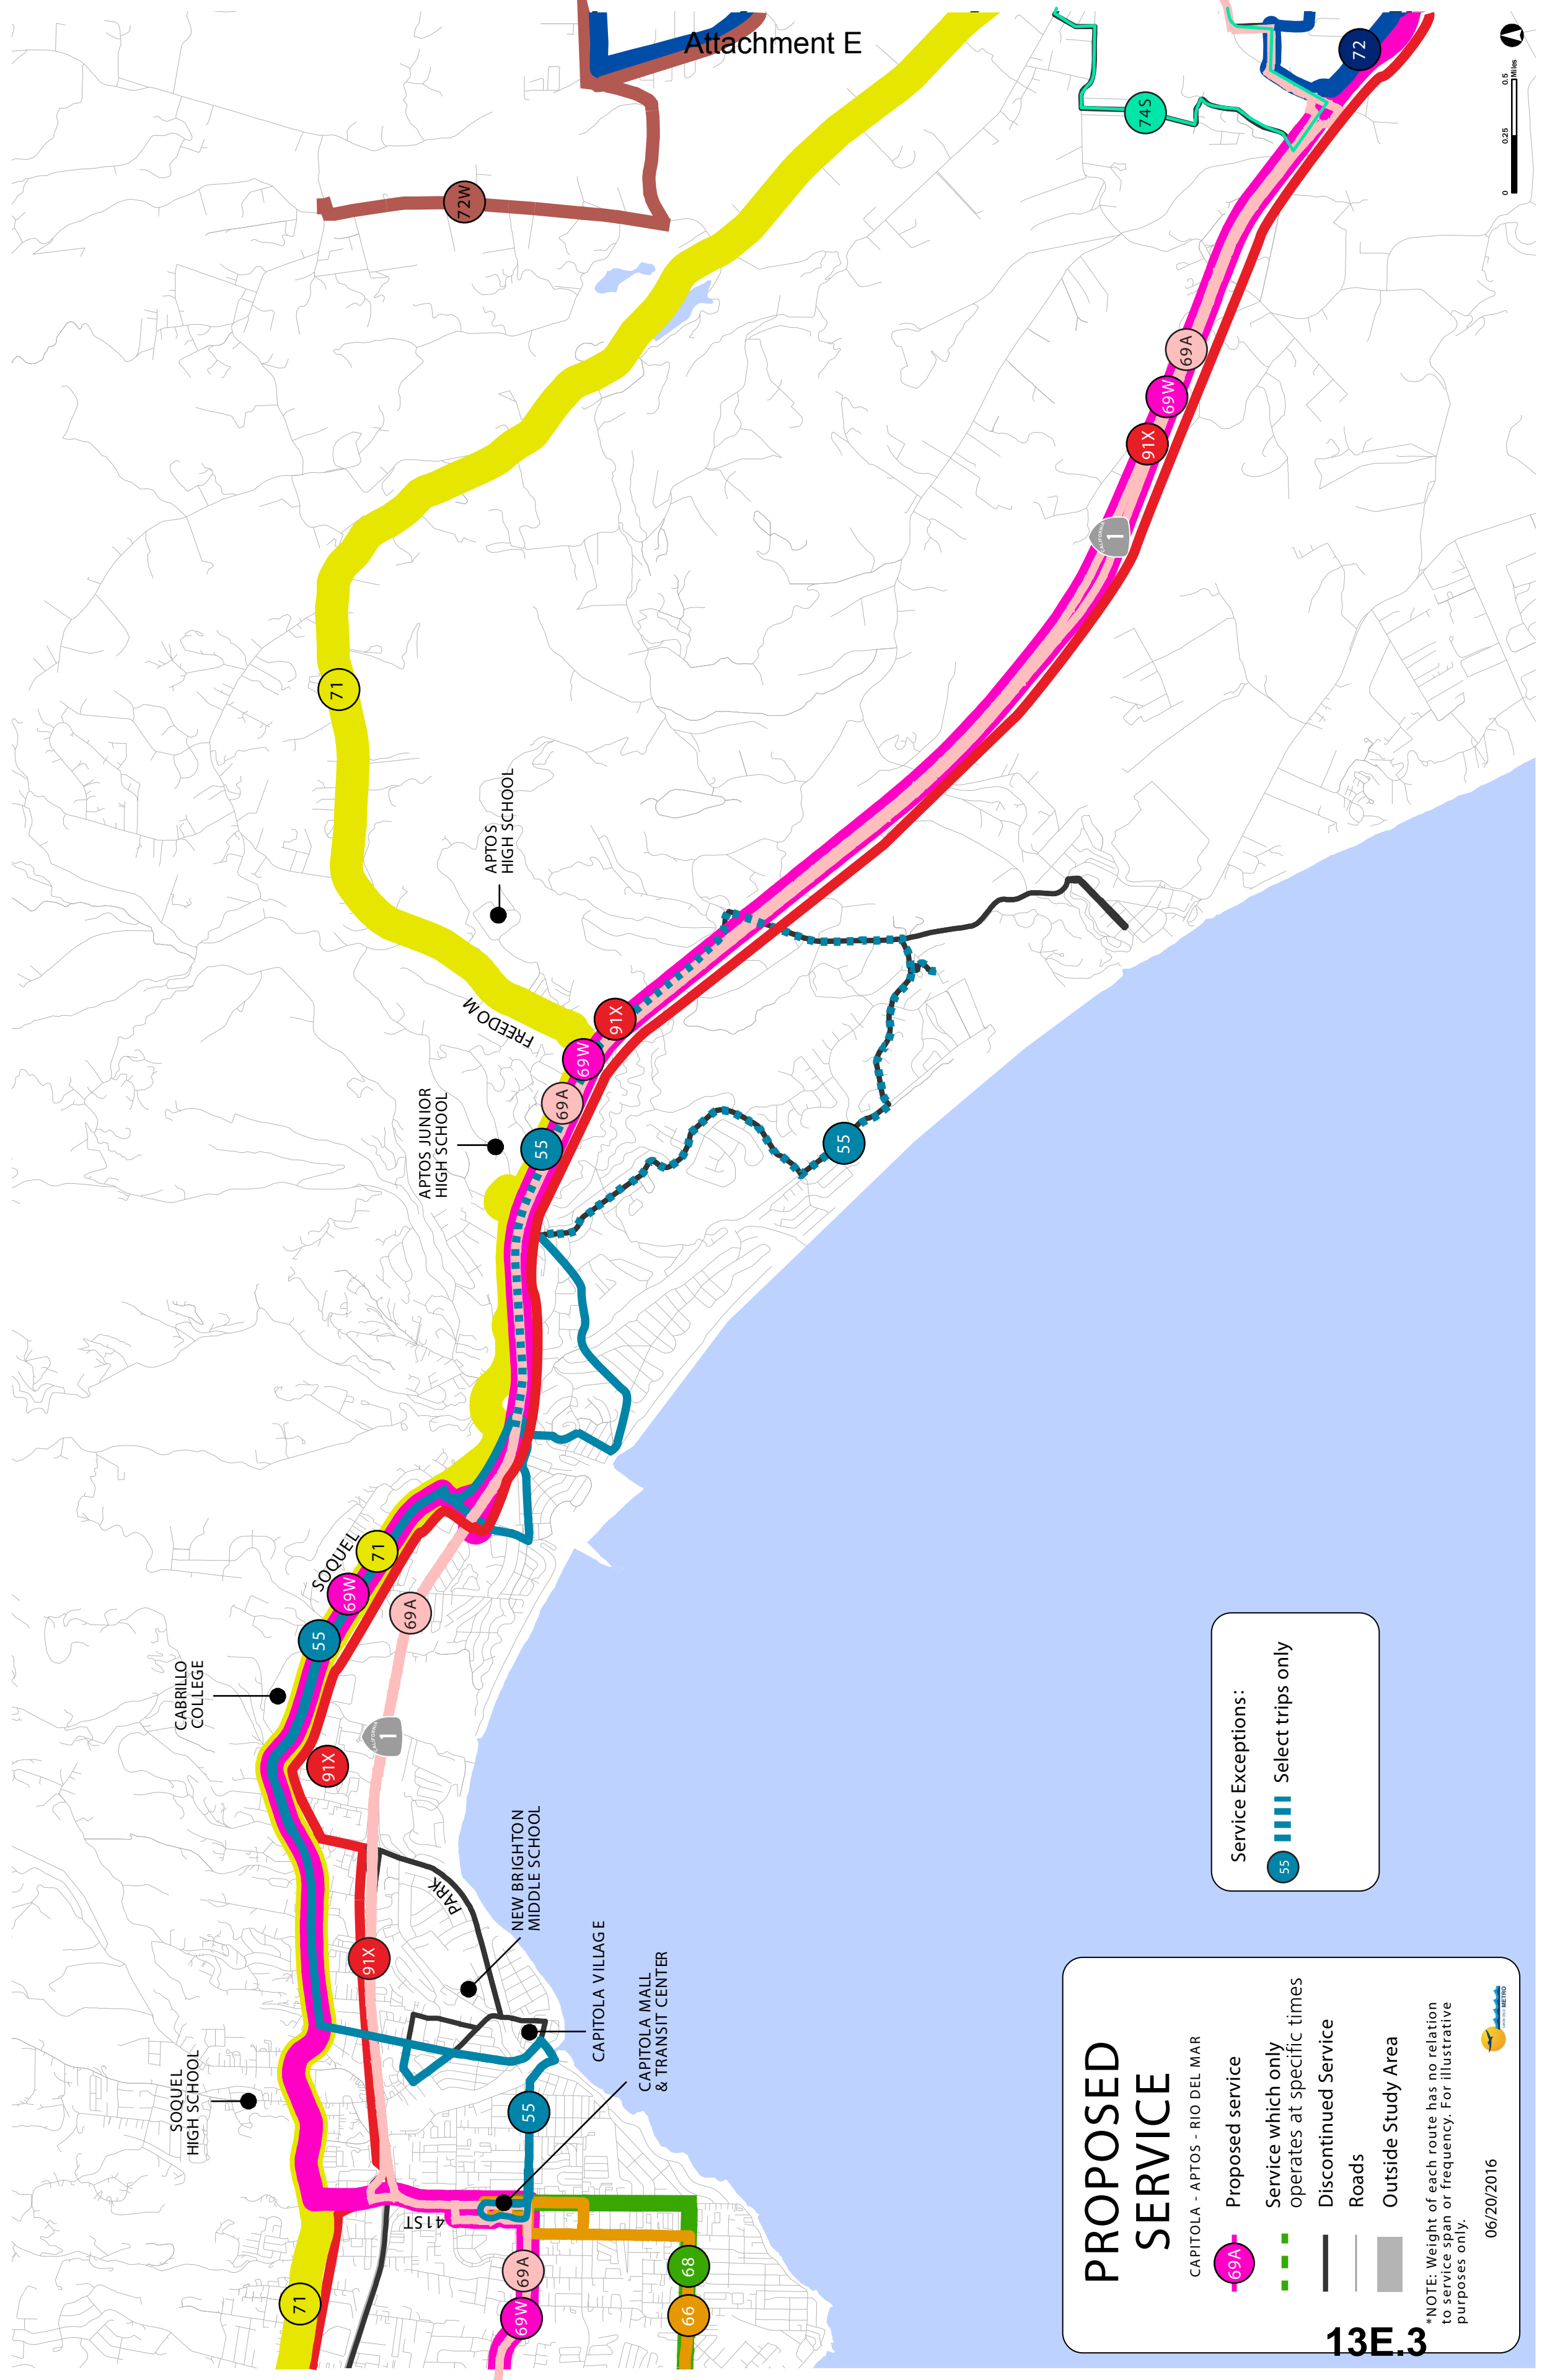 Attachment E
72W
74S
72
0
0.25
0.5
Miles
71
69A
69W
91X
CALIFORNIA
1
APTOS
HIGH SCHOOL
FREEDOM
91X
69W
69A
55
55
APTOS JUNIOR
HIGH SCHOOL
SOQUEL
71
69W
55
69A
CABRILLO
COLLEGE
91X
CALIFORNIA
1
PARK
NEW BRIGHTON
MIDDLE SCHOOL
91X
CAPITOLA VILLAGE
CAPITOLA MALL
& TRANSIT CENTER
SOQUEL
HIGH SCHOOL
55
41ST
71
69A
69W
68
66
Service Exceptions:
55
Select trips only
PROPOSED
SERVICE
CAPITOLA - APTOS - RIO DEL MAR
69A
Proposed service
Service which only
operates at specific times
Discontinued Service
Roads
Outside Study Area
*NOTE: Weight of each route has no relation
to service span or frequency. For illustrative
purposes only.
06/20/2016
METRO
13E.3